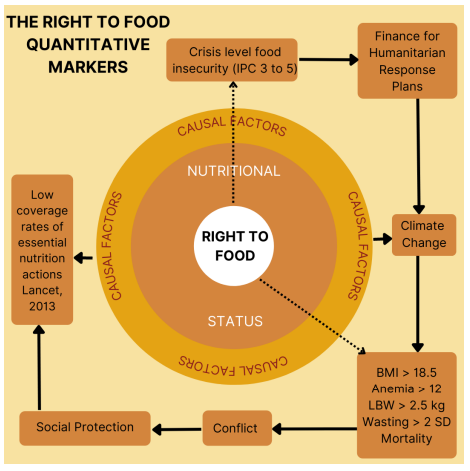 THE RIGHT TO FOOD
QUANTITATIVE
MARKERS
Crisis level food
insecurity (IPC 3 to 5)
Finance for
Humanitarian
Response
Plans
CAUSAL FACTORS
NUTRITIONAL
CAUSAL FACTORS
CAUSAL FACTORS
RIGHT TO
FOOD
STATUS
CAUSAL FACTORS
Low
coverage
rates of
essential
nutrition
actions
Lancet,
2013
Climate
Change
BMI > 18.5
Anemia > 12
LBW > 2.5 kg
Wasting > 2 SD
Mortality
Conflict
Social Protection